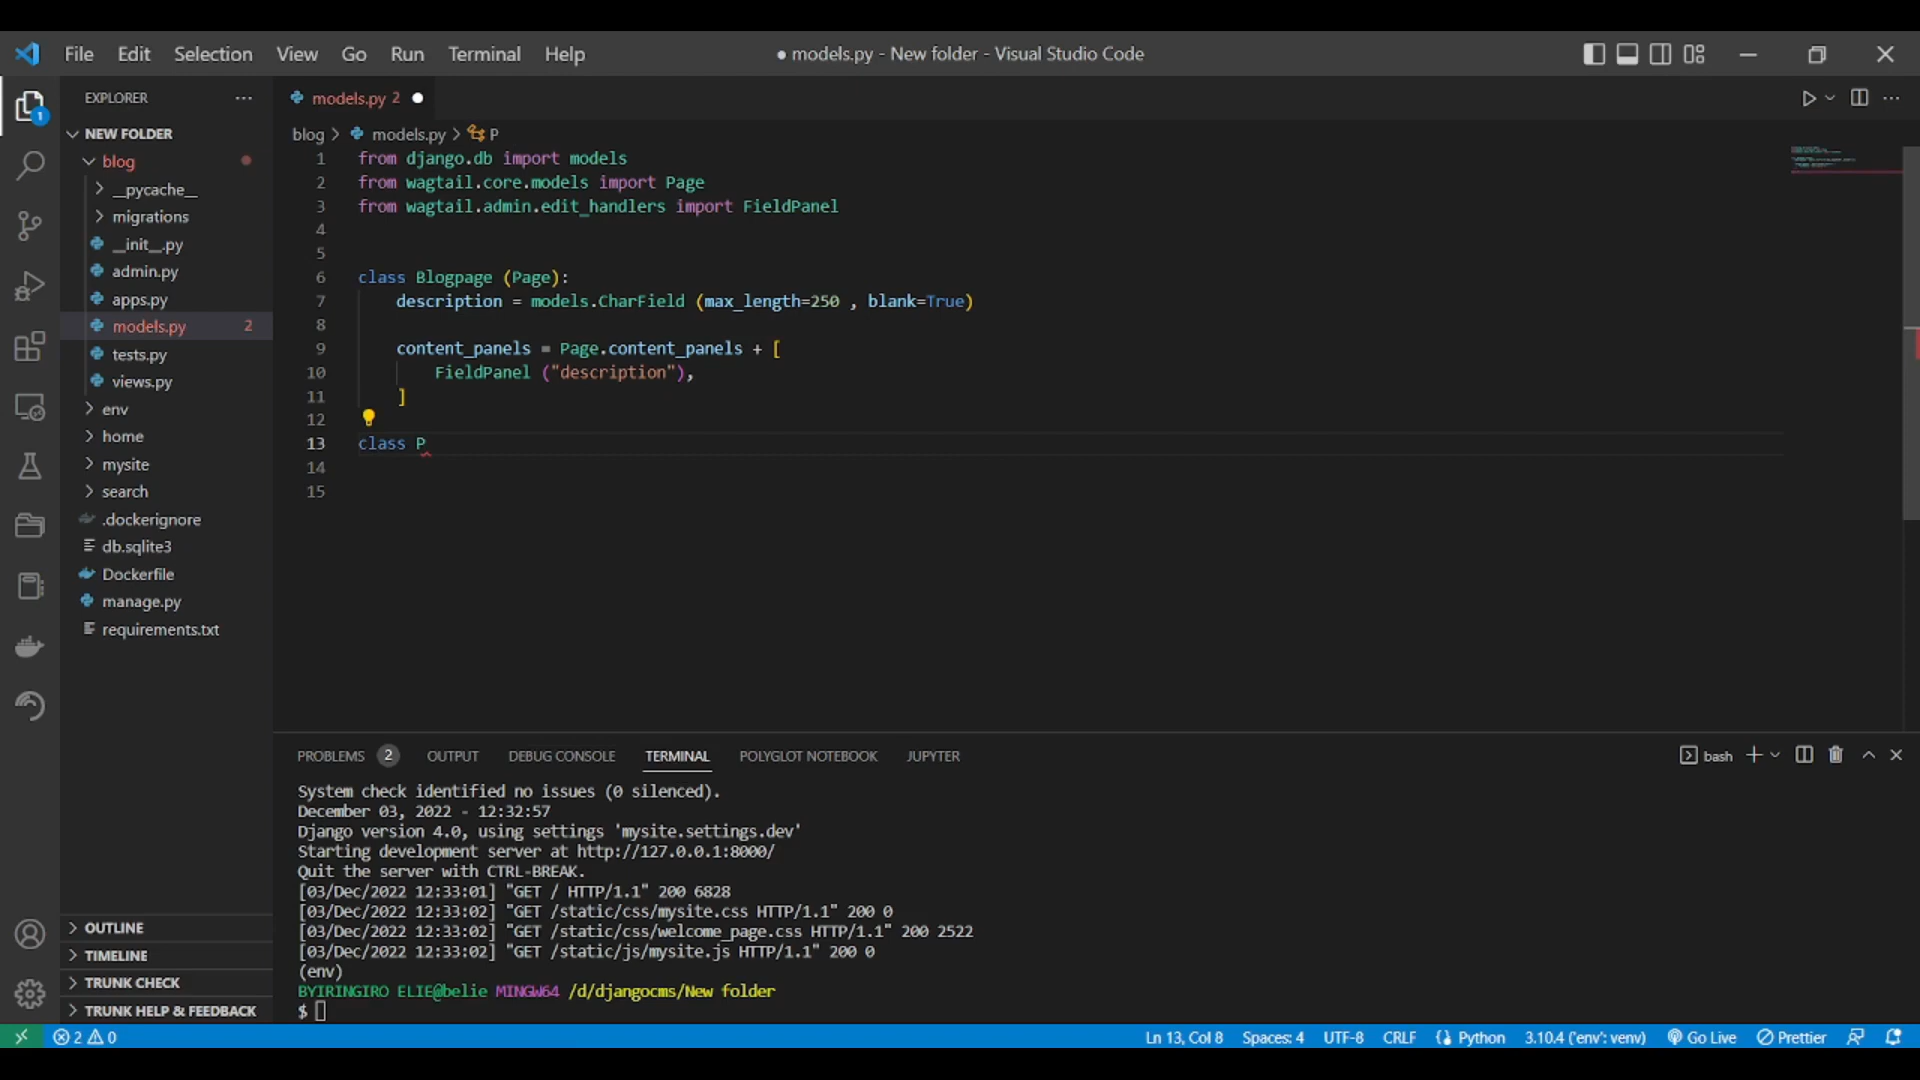 File Edit Selection View Go Run Terminal Help
● models.py - New folder - Visual Studio Code
EXPLORER
1
NEW FOLDER
blog
__pycache__
migrations
__init__.py
admin.py
apps.py
models.py 2
tests.py
views.py
env
home
mysite
search
.dockerignore
db.sqlite3
Dockerfile
manage.py
requirements.txt
OUTLINE
TIMELINE
TRUNK CHECK
TRUNK HELP & FEEDBACK
models.py 2
blog > models.py > P
1 from django.db import models
2 from wagtail.core.models import Page
3 from wagtail.admin.edit_handlers import FieldPanel
4
5
6 class Blogpage (Page):
7 description = models.CharField (max_length=250 , blank=True)
8
9 content_panels = Page.content_panels + [
10 FieldPanel ("description"),
11 ]
12
13 class P
14
15
PROBLEMS 2 OUTPUT DEBUG CONSOLE TERMINAL POLYGLOT NOTEBOOK JUPYTER
bash
System check identified no issues (0 silenced).
December 03, 2022 - 12:32:57
Django version 4.0, using settings 'mysite.settings.dev'
Starting development server at http://127.0.0.1:8000/
Quit the server with CTRL-BREAK.
[03/Dec/2022 12:33:01] "GET / HTTP/1.1" 200 6828
[03/Dec/2022 12:33:02] "GET /static/css/mysite.css HTTP/1.1" 200 0
[03/Dec/2022 12:33:02] "GET /static/css/welcome_page.css HTTP/1.1" 200 2522
[03/Dec/2022 12:33:02] "GET /static/js/mysite.js HTTP/1.1" 200 0
(env)
BYIRINGIRO ELIE@belie MINGW64 /d/djangocms/New folder
$
2 0 Ln 13, Col 8 Spaces: 4 UTF-8 CRLF Python 3.10.4 ('env': venv) Go Live Prettier